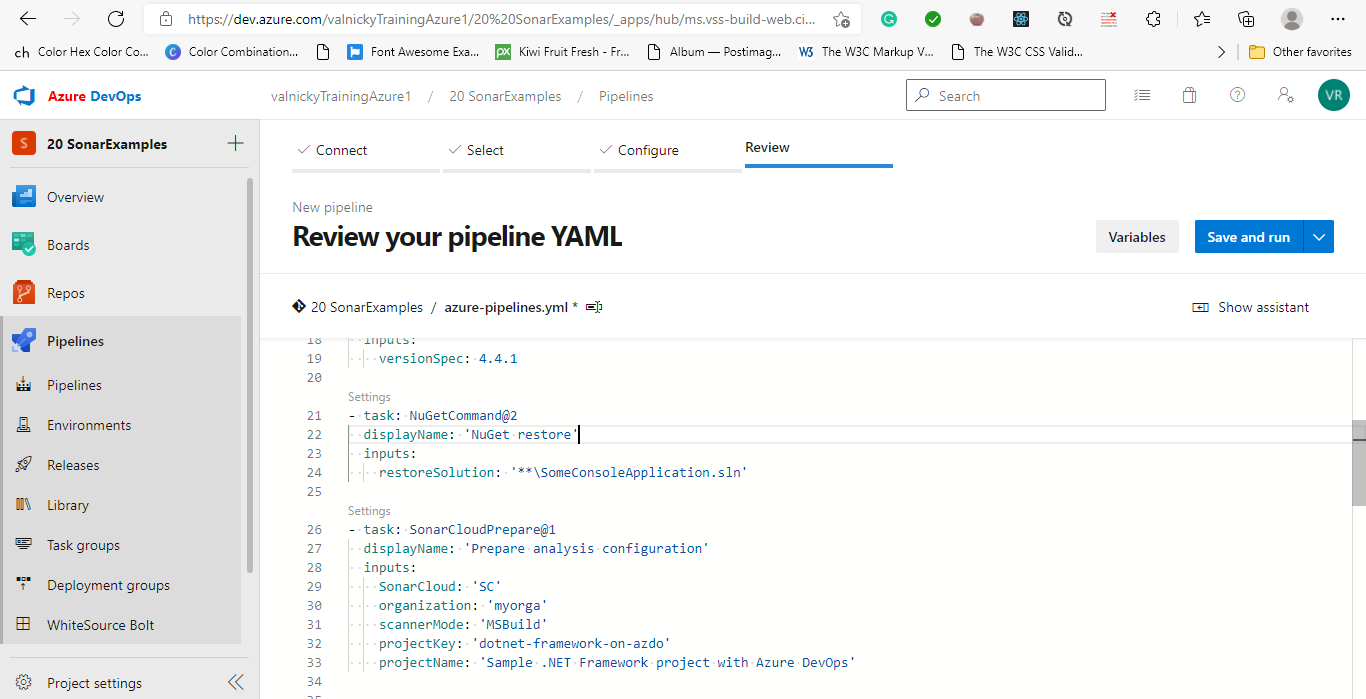 https://dev.azure.com/valnickyTrainingAzure1/20%20SonarExamples/_apps/hub/ms.vss-build-web.ci...
ch Color Hex Color Co... C Color Combination... Font Awesome Exa... px Kiwi Fruit Fresh - Fr... Album — Postimag... W3 The W3C Markup V... The W3C CSS Valid... Other favorites
Azure DevOps
valnickyTrainingAzure1 / 20 SonarExamples / Pipelines
Search
VR
S 20 SonarExamples
Overview
Boards
Repos
Pipelines
Pipelines
Environments
Releases
Library
Task groups
Deployment groups
WhiteSource Bolt
Project settings
Connect Select Configure Review
New pipeline
Review your pipeline YAML
Variables Save and run
20 SonarExamples / azure-pipelines.yml *
Show assistant
18 inputs:
19 versionSpec: 4.4.1
20
Settings
21 - task: NuGetCommand@2
22 displayName: 'NuGet restore'
23 inputs:
24 restoreSolution: '**\SomeConsoleApplication.sln'
25
Settings
26 - task: SonarCloudPrepare@1
27 displayName: 'Prepare analysis configuration'
28 inputs:
29 SonarCloud: 'SC'
30 organization: 'myorga'
31 scannerMode: 'MSBuild'
32 projectKey: 'dotnet-framework-on-azdo'
33 projectName: 'Sample .NET Framework project with Azure DevOps'
34
35